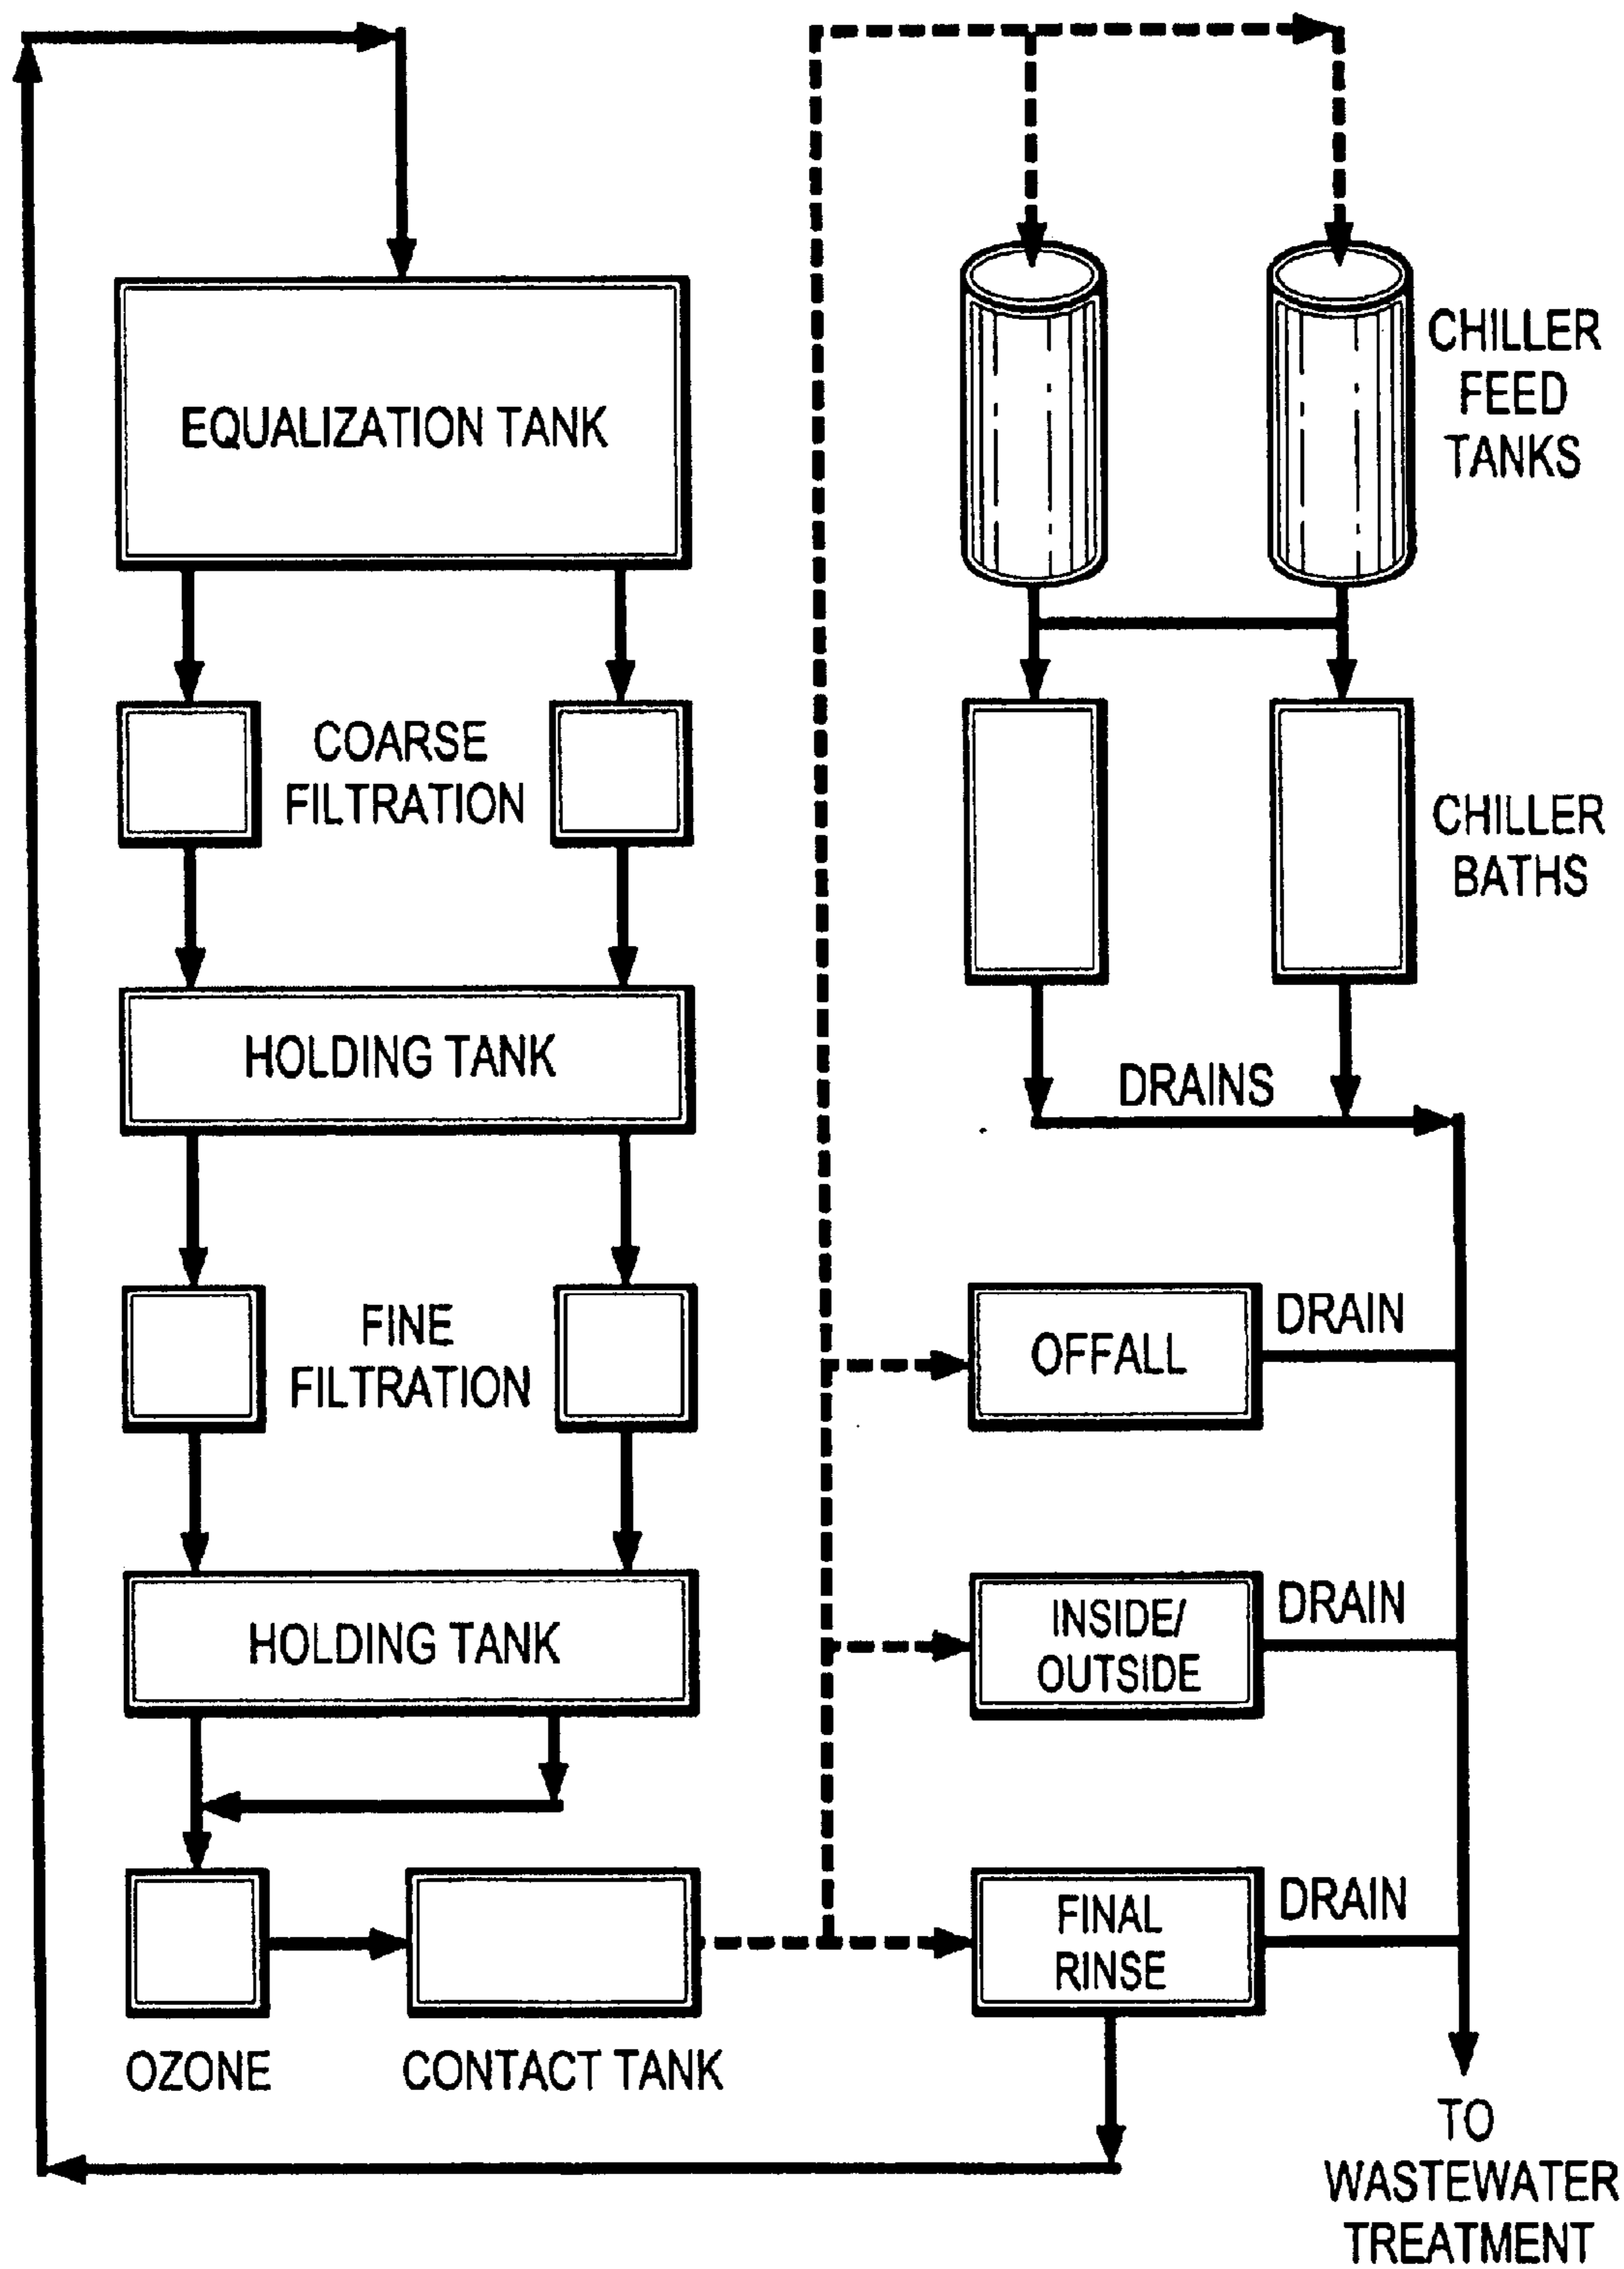 EQUALIZATION TANK
COARSE
FILTRATION
HOLDING TANK
FINE
FILTRATION
HOLDING TANK
OZONE
CONTACT TANK
CHILLER
FEED
TANKS
CHILLER
BATHS
DRAINS
OFFALL
DRAIN
INSIDE/
OUTSIDE
DRAIN
FINAL
RINSE
DRAIN
TO
WASTEWATER
TREATMENT